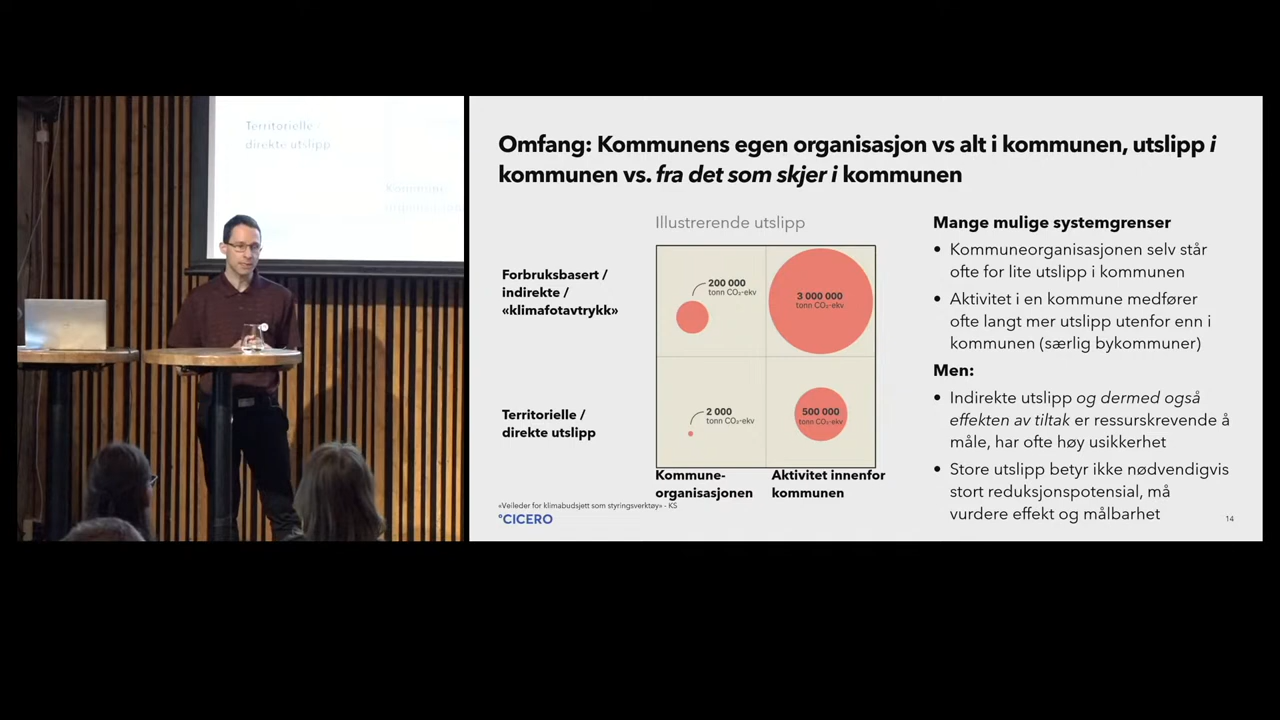 Territorielle
direkte utslipp
Kommune-
Omfang: Kommunens egen organisasjon vs alt i kommunen, utslipp i
kommunen vs. fra det som skjer i kommunen
Illustrerende utslipp
Forbruksbasert /
indirekte /
«klimafotavtrykk»
200 000
tonn CO₂-ekv
3 000 000
tonn CO₂-ekv
Territorielle /
direkte utslipp
2 000
tonn CO₂-ekv
500 000
tonn CO₂-ekv
Kommune-
organisasjonen
Aktivitet innenfor
kommunen
Mange mulige systemgrenser
• Kommuneorganisasjonen selv står
ofte for lite utslipp i kommunen
• Aktivitet i en kommune medfører
ofte langt mer utslipp utenfor enn i
kommunen (særlig bykommuner)
Men:
• Indirekte utslipp og dermed også
effekten av tiltak er ressurskrevende å
måle, har ofte høy usikkerhet
• Store utslipp betyr ikke nødvendigvis
stort reduksjonspotensial, må
vurdere effekt og målbarhet
«Veileder for klimabudsjett som styringsverktøy» - KS
°CICERO
14